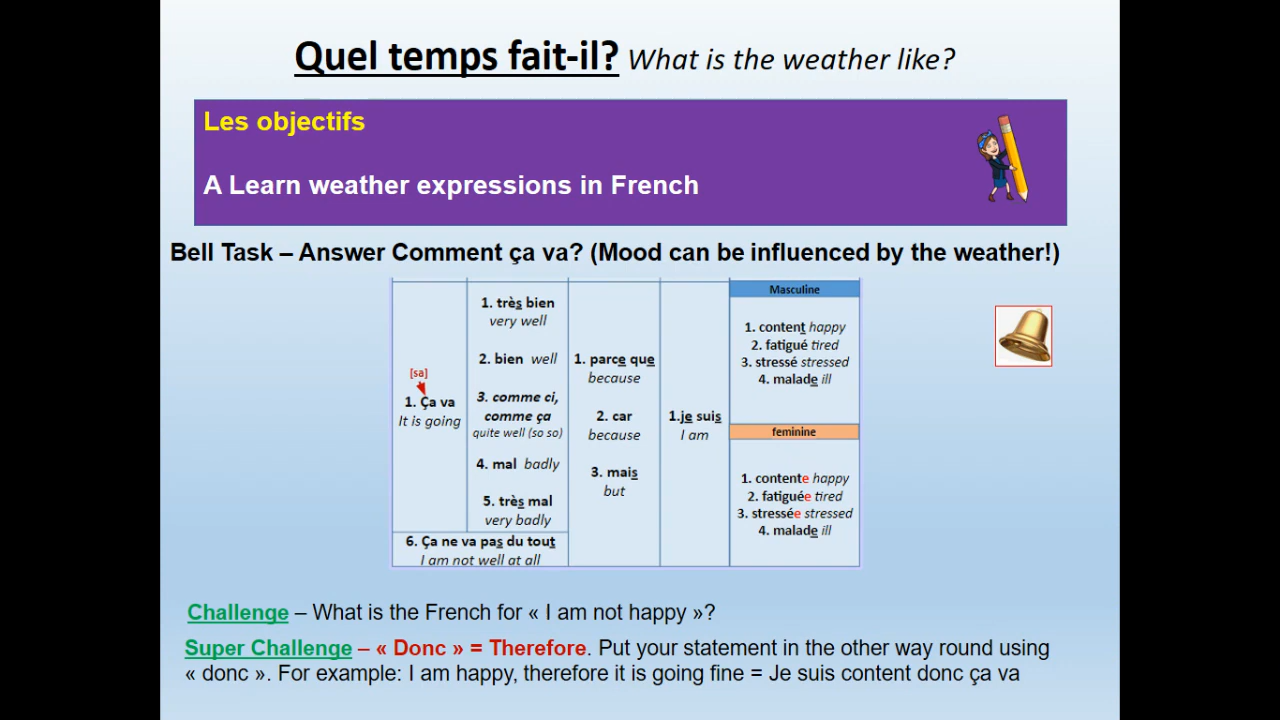 Quel temps fait-il? What is the weather like?
Les objectifs
A Learn weather expressions in French
Bell Task – Answer Comment ça va? (Mood can be influenced by the weather!)
[sa]
1. Ça va
It is going
1. très bien
very well
2. bien well
3. comme ci,
comme ça
quite well (so so)
4. mal badly
5. très mal
very badly
6. Ça ne va pas du tout
I am not well at all
1. parce que
because
2. car
because
3. mais
but
1.je suis
I am
Masculine
1. content happy
2. fatigué tired
3. stressé stressed
4. malade ill
feminine
1. contente happy
2. fatiguée tired
3. stressée stressed
4. malade ill
Challenge – What is the French for « I am not happy »?
Super Challenge – « Donc » = Therefore. Put your statement in the other way round using
« donc ». For example: I am happy, therefore it is going fine = Je suis content donc ça va